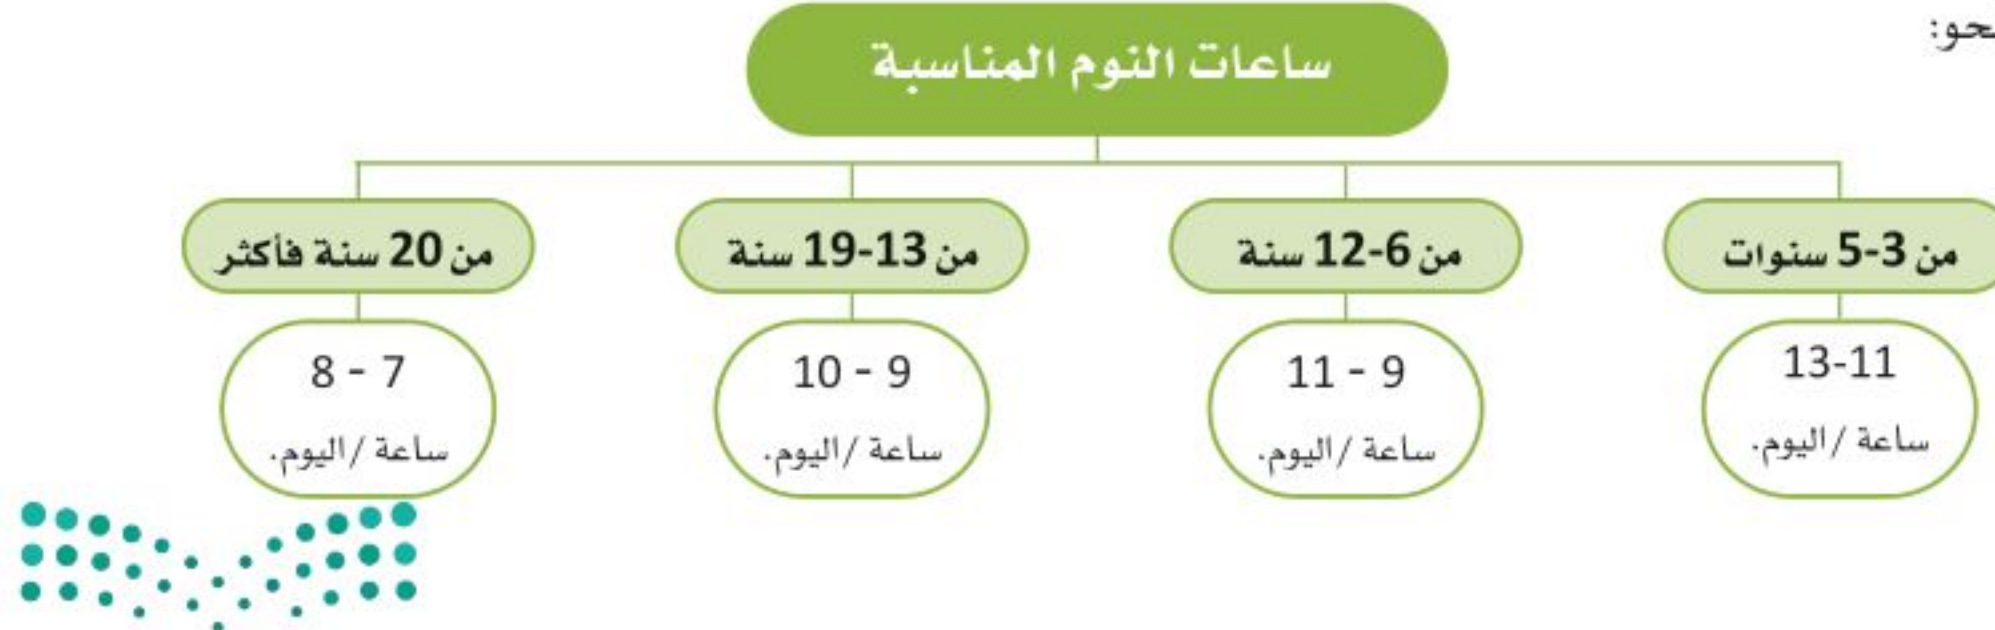 ساعات النوم المناسبة
من 3-5 سنوات
من 6-12 سنة
من 13-19 سنة
من 20 سنة فأكثر
11-13
ساعة /اليوم.
9 - 11
ساعة /اليوم.
9 - 10
ساعة /اليوم.
7 - 8
ساعة /اليوم.